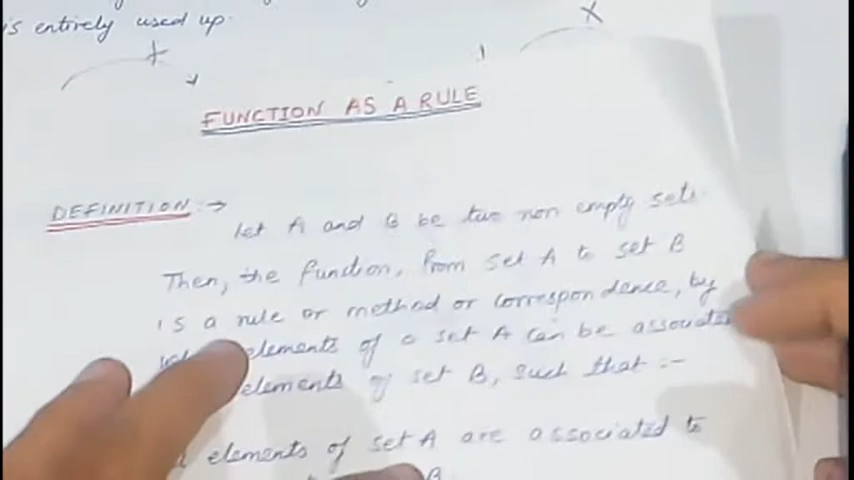 is entirely used up.
FUNCTION AS A RULE
DEFINITION :→
Let A and B be two non empty sets.
Then, the function, from set A to set B
is a rule or method or correspondence, by
elements of a set A can be associated
elements of set B, such that :-
elements of set A are associated to
B